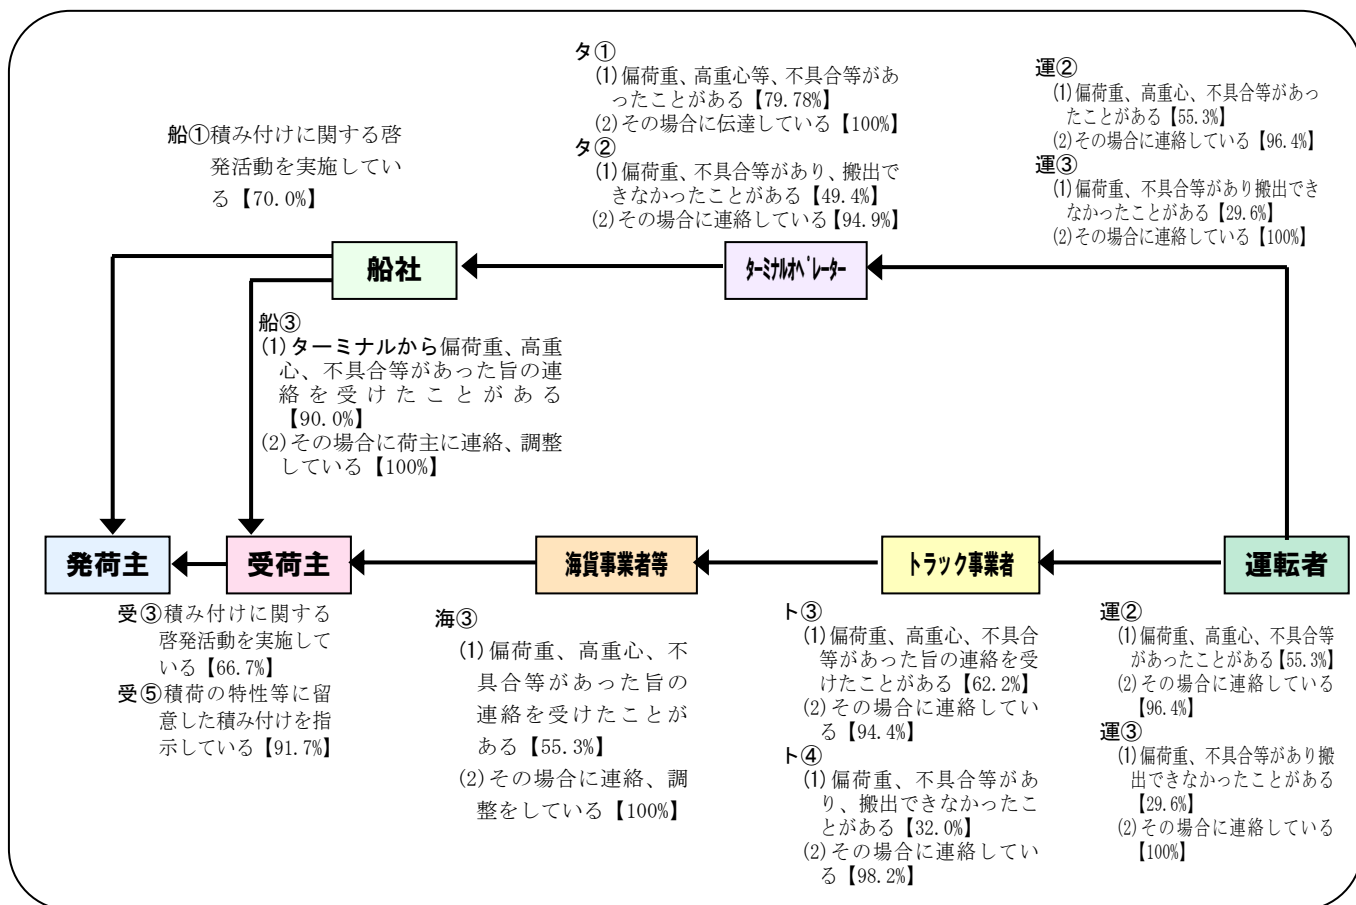 タ①
(1)偏荷重、高重心等、不具合等があ
ったことがある【79.78%】
(2)その場合に伝達している【100%】
タ②
(1)偏荷重、不具合等があり、搬出で
きなかったことがある【49.4%】
(2)その場合に連絡している【94.9%】
運②
(1)偏荷重、高重心、不具合等があっ
たことがある【55.3%】
(2)その場合に連絡している【96.4%】
運③
(1)偏荷重、不具合等があり搬出でき
なかったことがある【29.6%】
(2)その場合に連絡している【100%】
船①積み付けに関する啓
発活動を実施してい
る【70.0%】
船社
ターミナルオペレーター
船③
(1)ターミナルから偏荷重、高重
心、不具合等があった旨の連
絡を受けたことがある
【90.0%】
(2)その場合に荷主に連絡、調整
している【100%】
発荷主
受荷主
海貨事業者等
トラック事業者
運転者
受③積み付けに関する
啓発活動を実施して
いる【66.7%】
受⑤積荷の特性等に留
意した積み付けを指
示している【91.7%】
海③
(1)偏荷重、高重心、不
具合等があった旨の
連絡を受けたことが
ある【55.3%】
(2)その場合に連絡、調
整をしている【100%】
ト③
(1)偏荷重、高重心、不具合
等があった旨の連絡を受
けたことがある【62.2%】
(2)その場合に連絡してい
る【94.4%】
ト④
(1)偏荷重、不具合等があ
り、搬出できなかったこ
とがある【32.0%】
(2)その場合に連絡してい
る【98.2%】
運②
(1)偏荷重、高重心、不具合等
があったことがある【55.3%】
(2)その場合に連絡している
【96.4%】
運③
(1)偏荷重、不具合等があり搬
出できなかったことがある
【29.6%】
(2)その場合に連絡している
【100%】